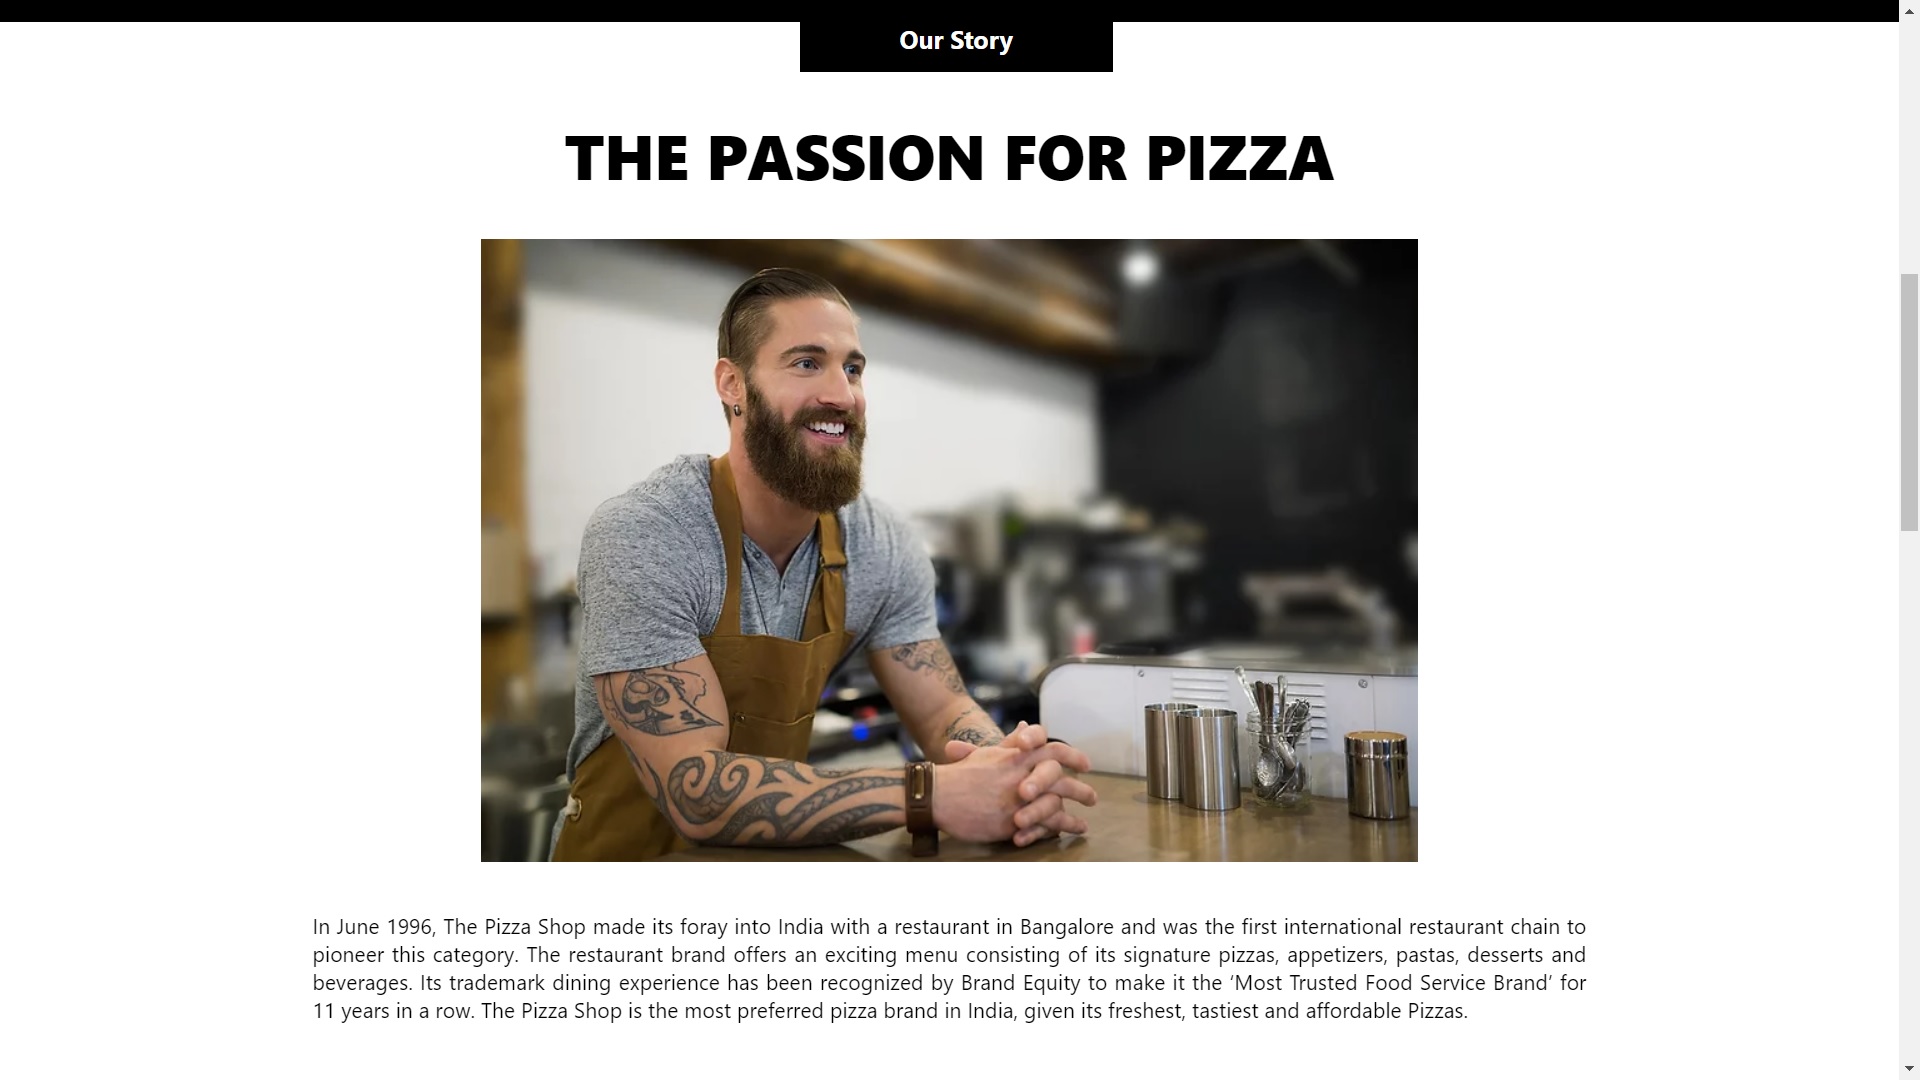 Our Story
THE PASSION FOR PIZZA
In June 1996, The Pizza Shop made its foray into India with a restaurant in Bangalore and was the first international restaurant chain to
pioneer this category. The restaurant brand offers an exciting menu consisting of its signature pizzas, appetizers, pastas, desserts and
beverages. Its trademark dining experience has been recognized by Brand Equity to make it the ‘Most Trusted Food Service Brand’ for
11 years in a row. The Pizza Shop is the most preferred pizza brand in India, given its freshest, tastiest and affordable Pizzas.